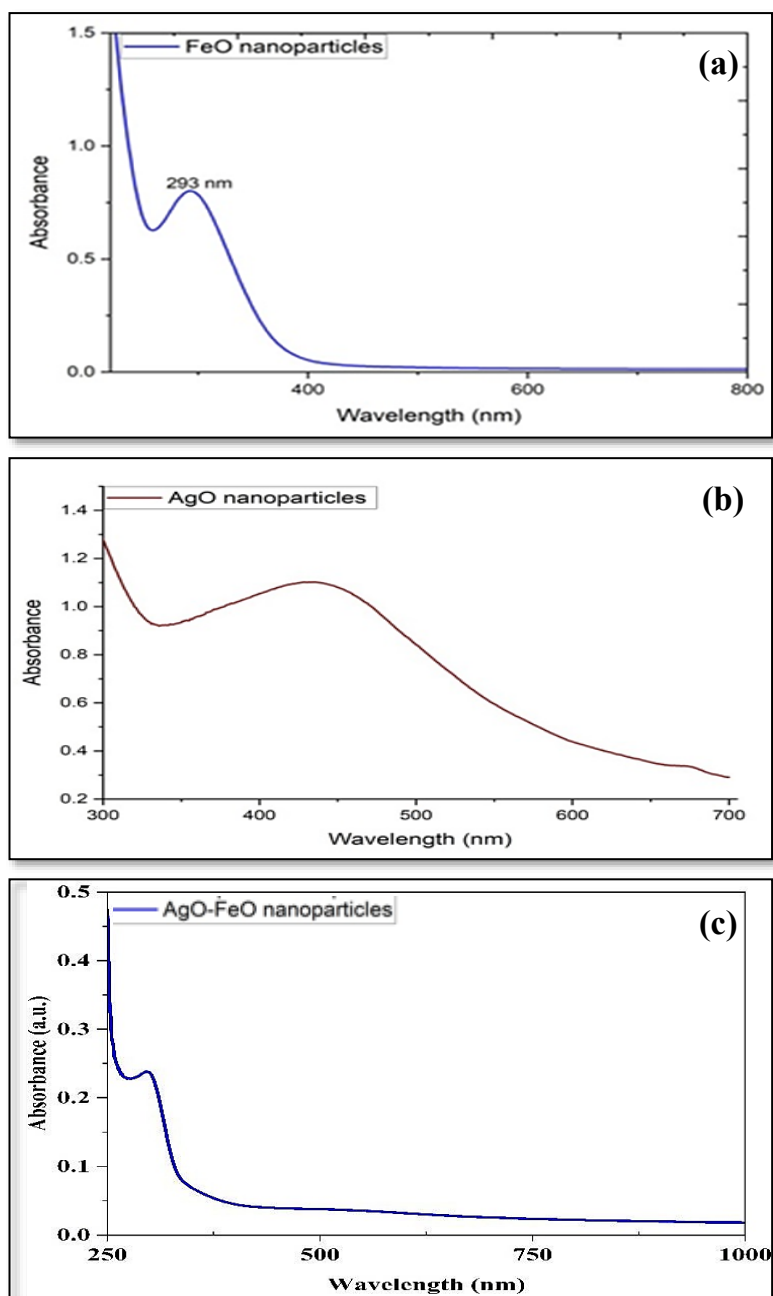 FeO nanoparticles
(a)
1.5
1.0
0.5
0.0
Absorbance
293 nm
400
600
800
Wavelength (nm)
AgO nanoparticles
(b)
1.4
1.2
1.0
0.8
0.6
0.4
0.2
Absorbance
300
400
500
600
700
Wavelength (nm)
AgO-FeO nanoparticles
(c)
0.5
0.4
0.3
0.2
0.1
0.0
Absorbance (a.u.)
250
500
750
1000
Wavelength (nm)